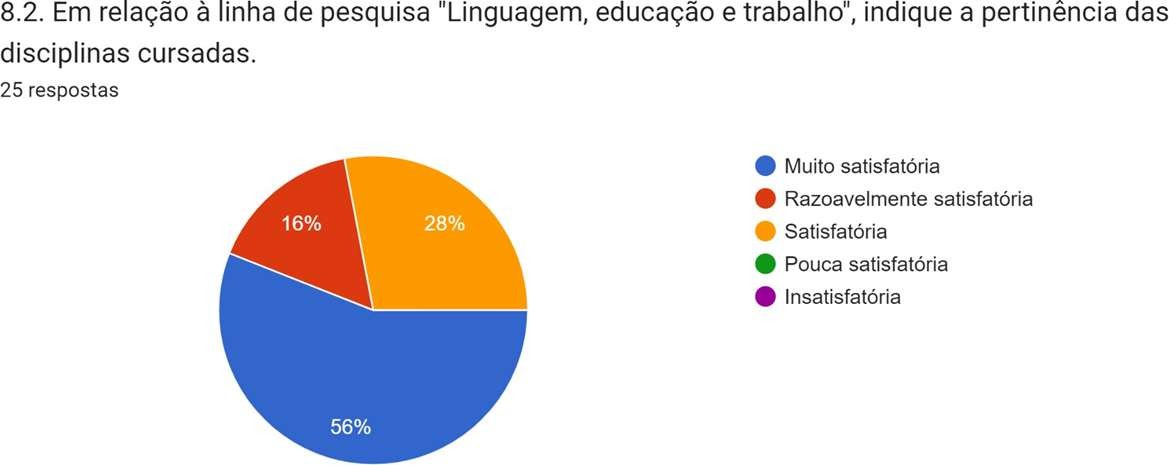 8.2. Em relação à linha de pesquisa "Linguagem, educação e trabalho", indique a pertinência das
disciplinas cursadas.
25 respostas
Muito satisfatória
Razoavelmente satisfatória
Satisfatória
Pouca satisfatória
Insatisfatória
16%
28%
56%